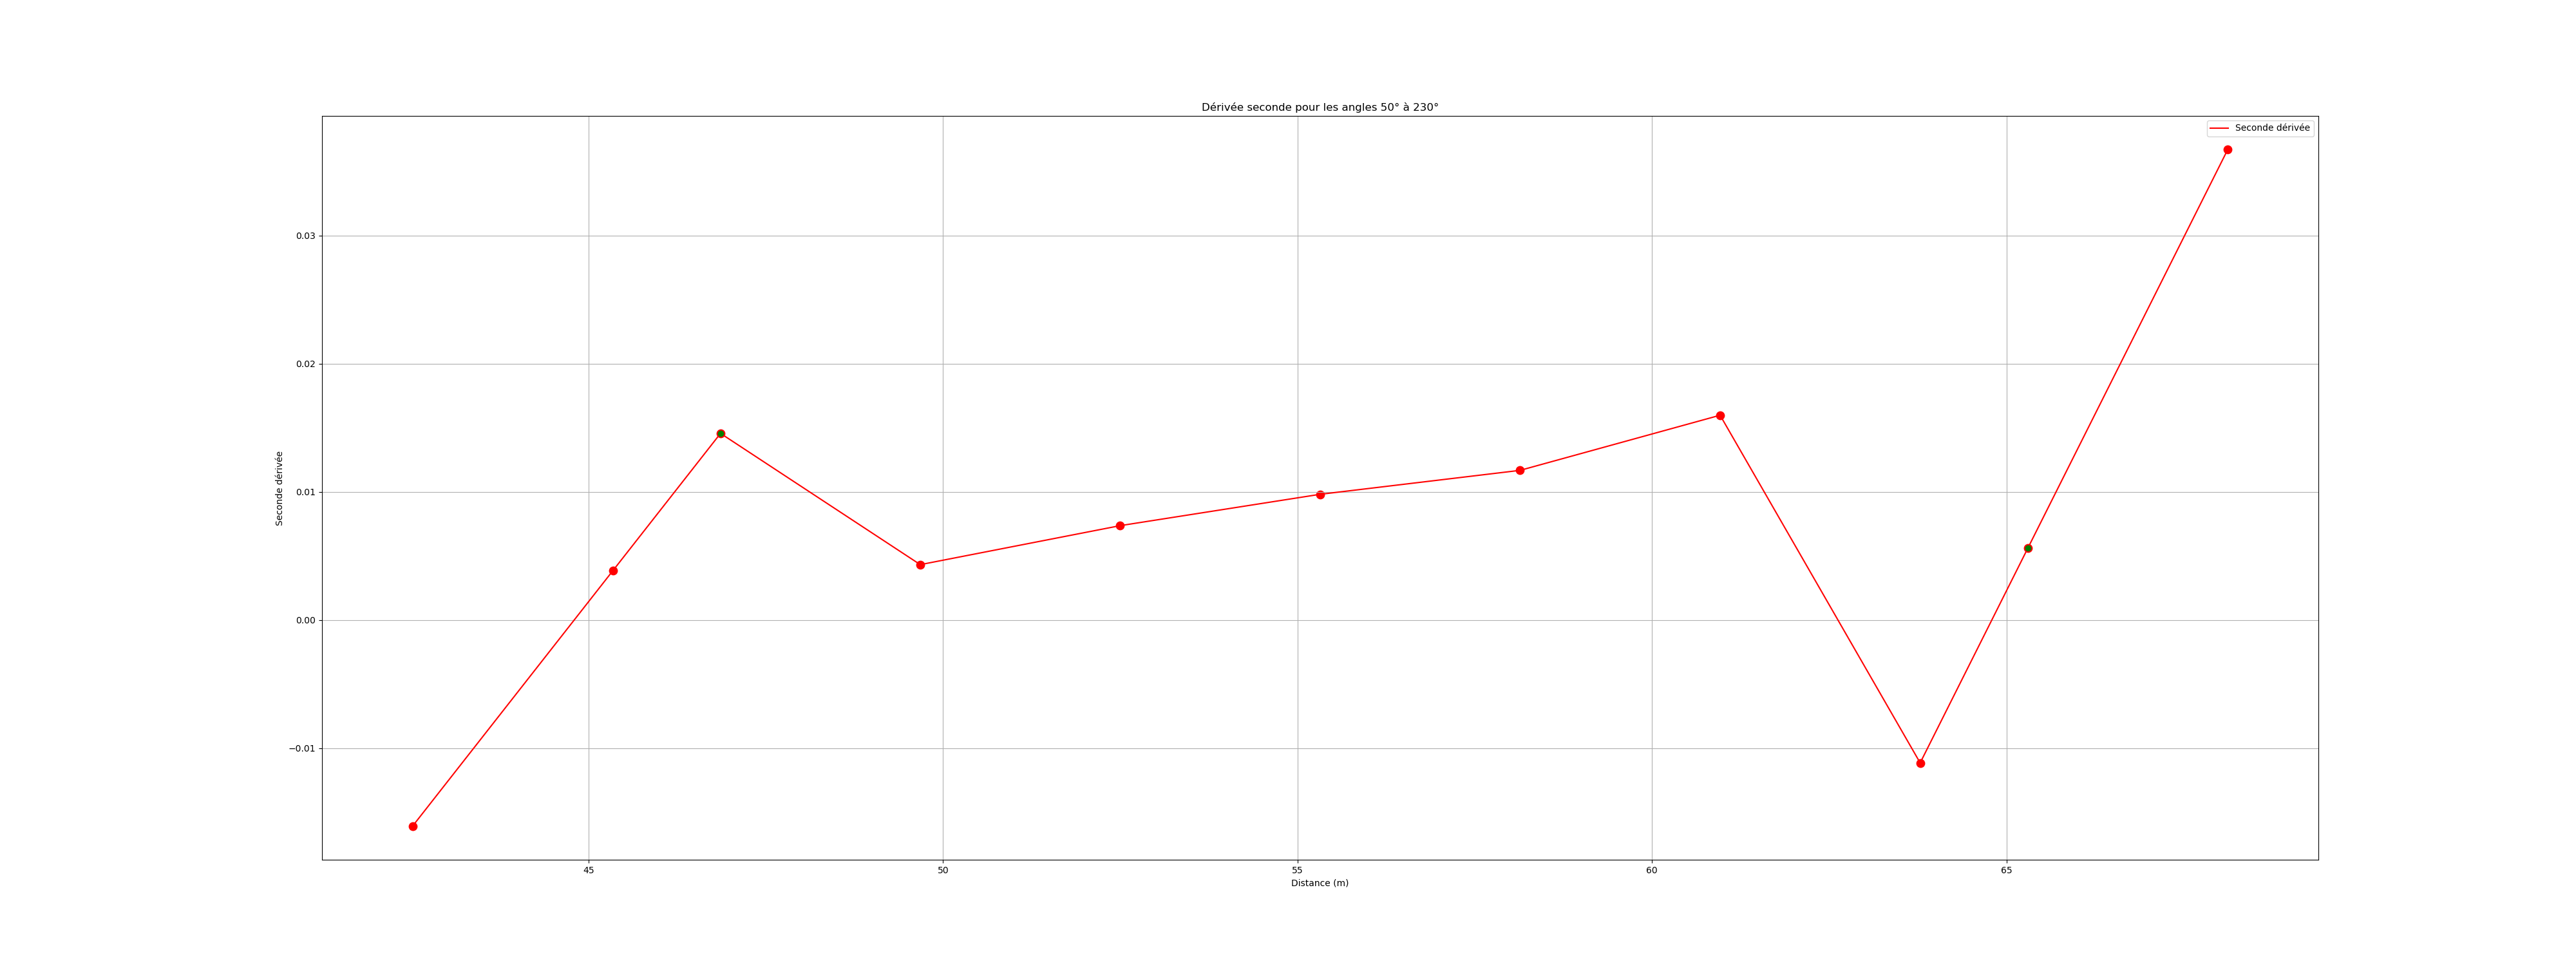 Dérivée seconde pour les angles 50° à 230°
Seconde dérivée
0.03
0.02
0.01
0.00
−0.01
Seconde dérivée
45
50
55
60
65
Distance (m)